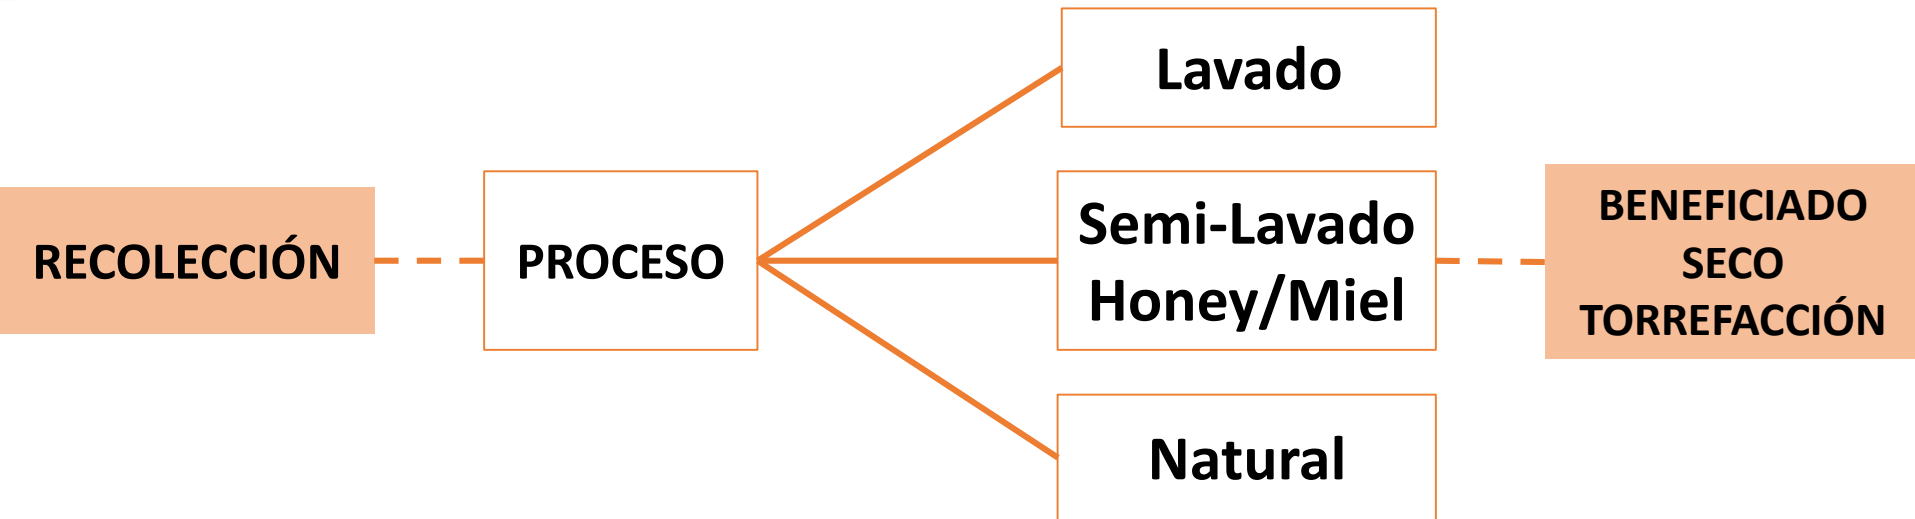 RECOLECCIÓN
PROCESO
Lavado
Semi-Lavado
Honey/Miel
Natural
BENEFICIADO
SECO
TORREFACCIÓN